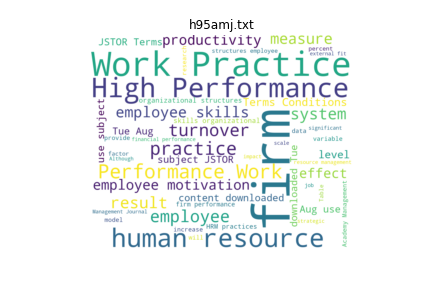 h95amj.txt
JSTOR Terms
productivity
measure
structures employee
percent
external fit
Work Practice
High Performance
organizational structures
Terms Conditions
employee skills
system
skills organizational
use subject
Tue Aug
turnover
data
significant
provide
financial performance
variable
practice
scale
firm
factor
Although
subject JSTOR
level
Performance Work
effect
employee motivation
job
content downloaded
result
firm performance
Table
downloaded Tue
Aug use
Management Journal
employee
model
increase
HRM practices
strategic
will
human resource
Academy Management